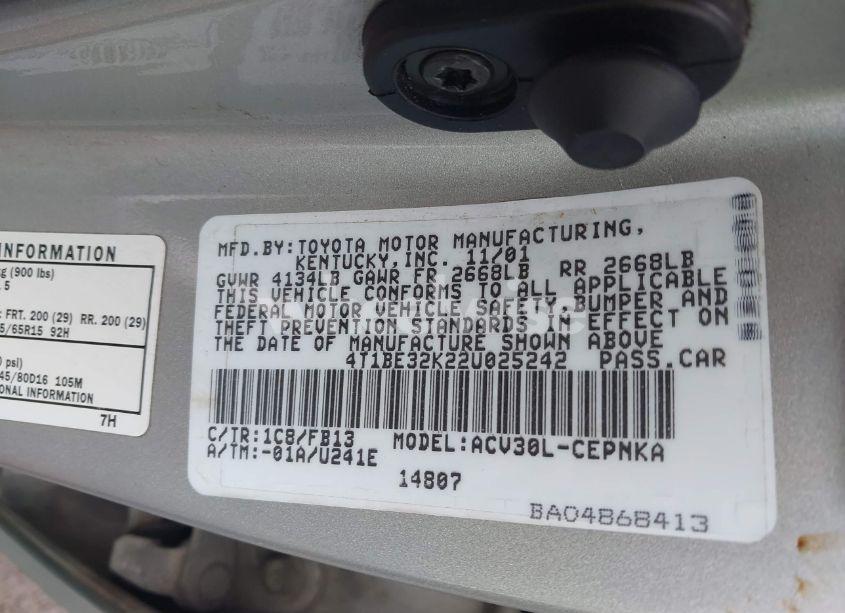 INFORMATION
g (900 lbs)
.5
: FRT. 200 (29) RR. 200 (29)
5/65R15 92H
0 psi)
45/80D16 105M
ONAL INFORMATION
7H
MFD.BY:TOYOTA MOTOR MANUFACTURING,
KENTUCKY,INC. 11/01
GVWR 4134LB GAWR FR 2668LB RR 2668LB
THIS VEHICLE CONFORMS TO ALL APPLICABLE
FEDERAL MOTOR VEHICLE SAFETY,BUMPER AND
THEFT PREVENTION STANDARDS IN EFFECT ON
THE DATE OF MANUFACTURE SHOWN ABOVE
4T1BE32K22U025242 PASS.CAR
C/TR:1C8/FB13 MODEL:ACV30L-CEPNKA
A/TM:-01A/U241E
14807
BA04868413